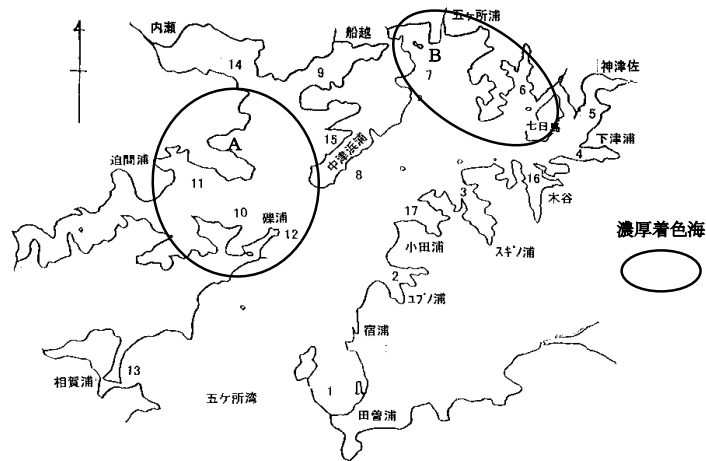 五ヶ所浦
内瀬
船越
B
14
9
7
神津佐
6
5
七日島
下津浦
A
15
中津浜浦
4
迫間浦
8
11
3
16
木谷
10
礫浦
12
17
小田浦
スギノ浦
濃厚着色海
2
ユブノ浦
宿浦
13
相賀浦
五ケ所湾
1
田曽浦